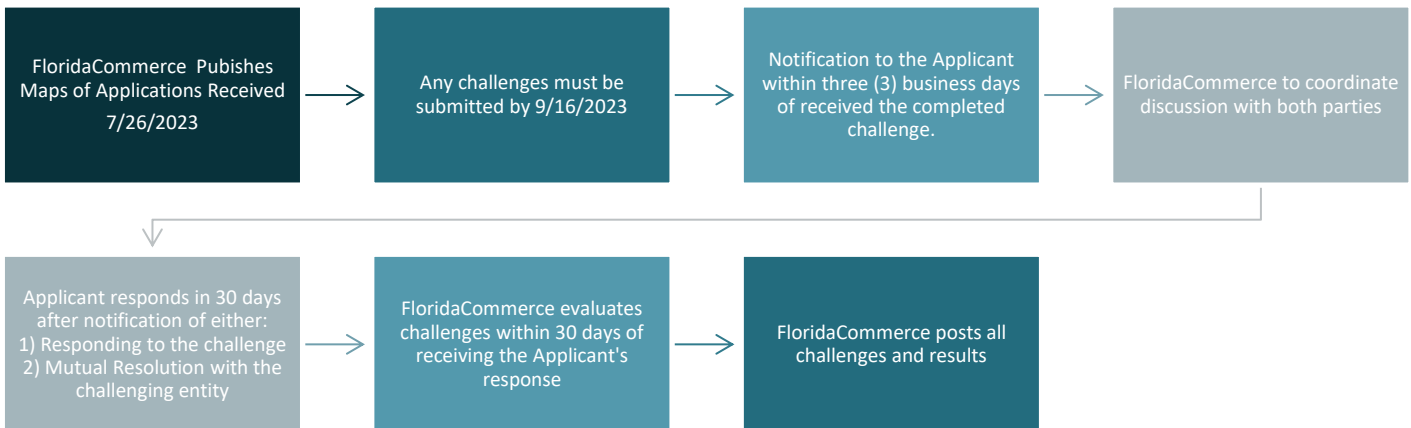 FloridaCommerce Pubishes
Maps of Applications Received
7/26/2023
Any challenges must be
submitted by 9/16/2023
Notification to the Applicant
within three (3) business days
of received the completed
challenge.
FloridaCommerce to coordinate
discussion with both parties
Applicant responds in 30 days
after notification of either:
1) Responding to the challenge
2) Mutual Resolution with the
challenging entity
FloridaCommerce evaluates
challenges within 30 days of
receiving the Applicant's
response
FloridaCommerce posts all
challenges and results